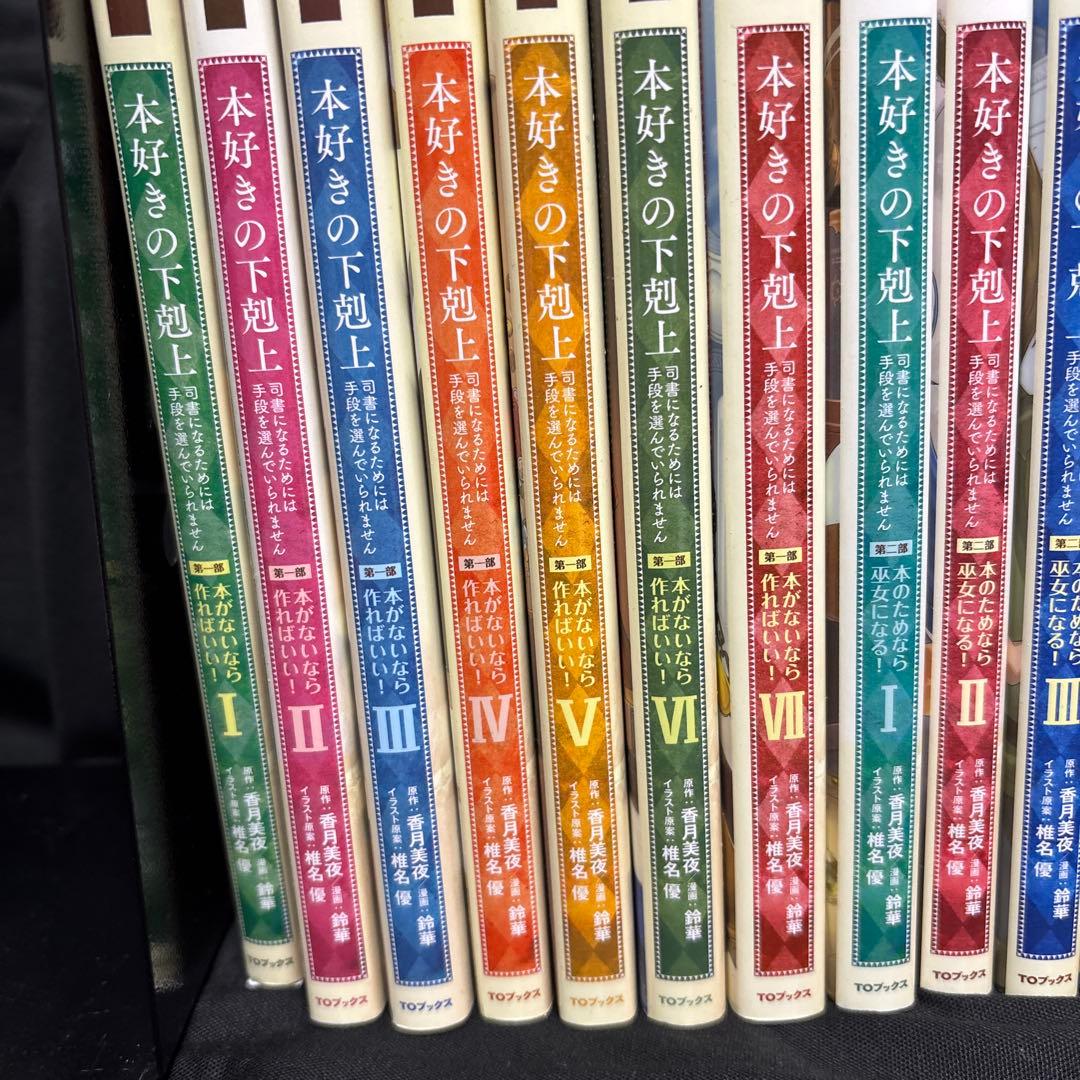 本好きの下剋上
司書になるためには
手段を選んでいられません
第一部
本がないなら
作ればいい!
I
原作:香月美夜
イラスト原案:椎名優
漫画:鈴華
TOブックス
本好きの下剋上
司書になるためには
手段を選んでいられません
第一部
本がないなら
作ればいい!
II
原作:香月美夜
イラスト原案:椎名優
漫画:鈴華
TOブックス
本好きの下剋上
司書になるためには
手段を選んでいられません
第一部
本がないなら
作ればいい!
III
原作:香月美夜
イラスト原案:椎名優
漫画:鈴華
TOブックス
本好きの下剋上
司書になるためには
手段を選んでいられません
第一部
本がないなら
作ればいい!
IV
原作:香月美夜
イラスト原案:椎名優
漫画:鈴華
TOブックス
本好きの下剋上
司書になるためには
手段を選んでいられません
第一部
本がないなら
作ればいい!
V
原作:香月美夜
イラスト原案:椎名優
漫画:鈴華
TOブックス
本好きの下剋上
司書になるためには
手段を選んでいられません
第一部
本がないなら
作ればいい!
VI
原作:香月美夜
イラスト原案:椎名優
漫画:鈴華
TOブックス
本好きの下剋上
司書になるためには
手段を選んでいられません
第一部
本がないなら
作ればいい!
VII
原作:香月美夜
イラスト原案:椎名優
漫画:鈴華
TOブックス
本好きの下剋上
司書になるためには
手段を選んでいられません
第二部
本のためなら
巫女になる!
I
原作:香月美夜
イラスト原案:椎名優
漫画:鈴華
TOブックス
本好きの下剋上
司書になるためには
手段を選んでいられません
第二部
本のためなら
巫女になる!
II
原作:香月美夜
イラスト原案:椎名優
漫画:鈴華
TOブックス
手段を選んでいられません
第二
本のためなら
巫女になる!
III
原作:香月美夜
イラスト原案:椎名優
TOブック